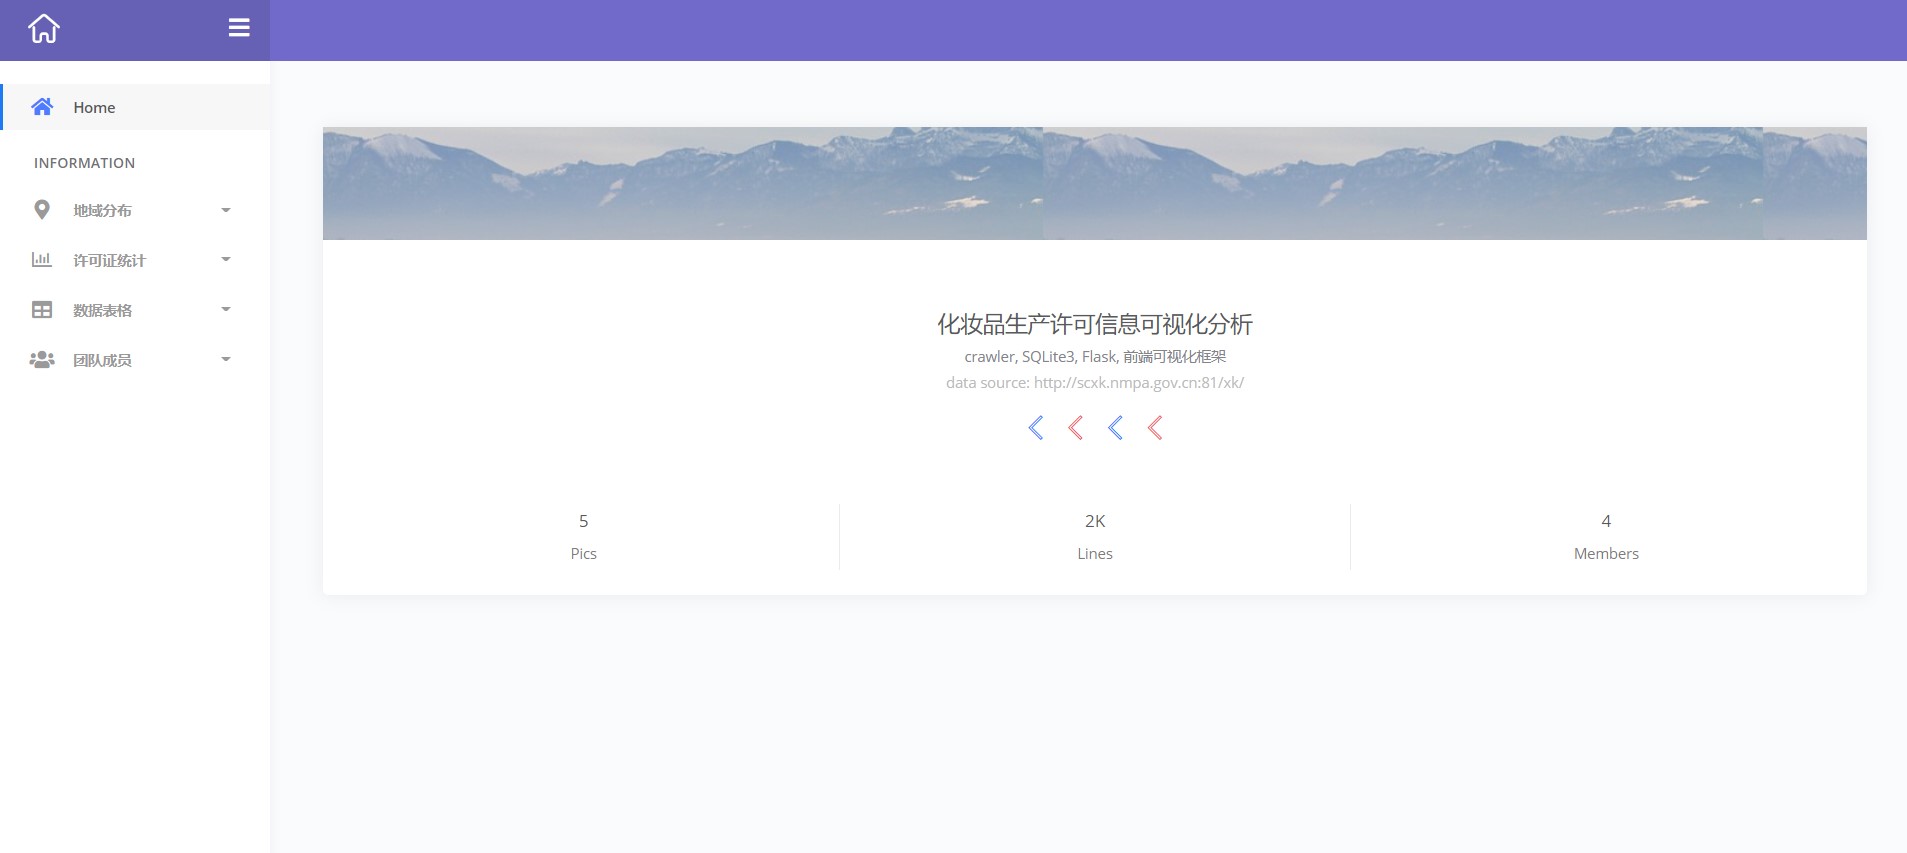 Home
INFORMATION
地域分布
许可证统计
数据表格
团队成员
化妆品生产许可信息可视化分析
crawler, SQLite3, Flask, 前端可视化框架
data source: http://scxk.nmpa.gov.cn:81/xk/
5
Pics
2K
Lines
4
Members